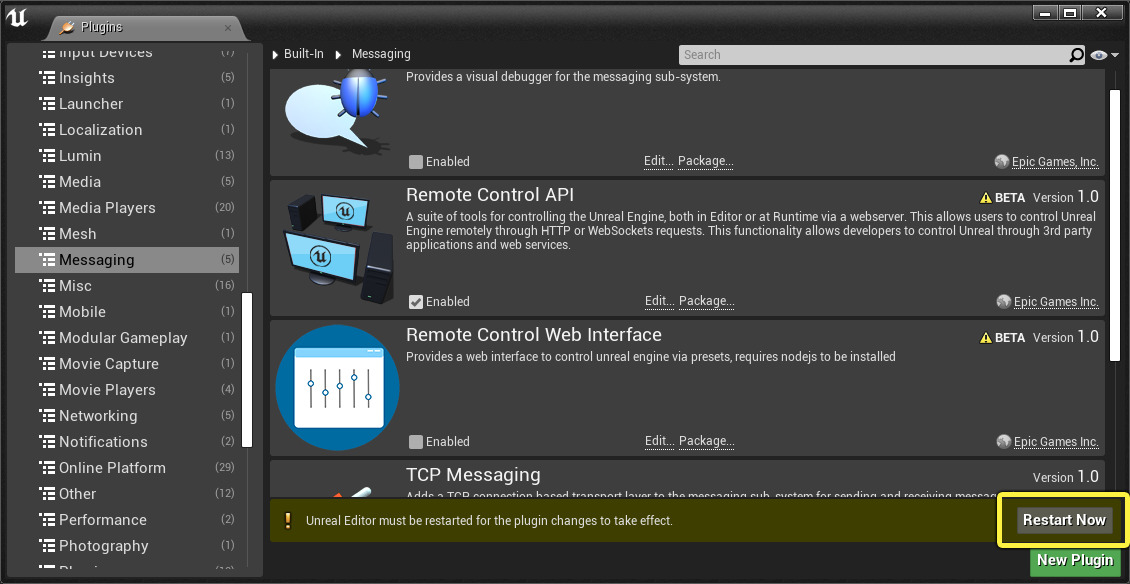 Plugins
Built-In
Messaging
Search
Input Devices (7)
Insights (5)
Launcher (1)
Localization (1)
Lumin (13)
Media (5)
Media Players (20)
Mesh (1)
Messaging (5)
Misc (16)
Mobile (1)
Modular Gameplay (1)
Movie Capture (1)
Movie Players (4)
Networking (5)
Notifications (2)
Online Platform (29)
Other (12)
Performance (2)
Photography (1)
Provides a visual debugger for the messaging sub-system.
Enabled Edit... Package... Epic Games, Inc.
Remote Control API BETA Version 1.0
A suite of tools for controlling the Unreal Engine, both in Editor or at Runtime via a webserver. This allows users to control Unreal
Engine remotely through HTTP or WebSockets requests. This functionality allows developers to control Unreal through 3rd party
applications and web services.
Enabled Edit... Package... Epic Games Inc.
Remote Control Web Interface BETA Version 1.0
Provides a web interface to control unreal engine via presets, requires nodejs to be installed
Enabled Edit... Package... Epic Games Inc.
TCP Messaging Version 1.0
Adds a TCP connection based transport layer to the messaging sub-system for sending and receiving
Unreal Editor must be restarted for the plugin changes to take effect.
Restart Now
New Plugin